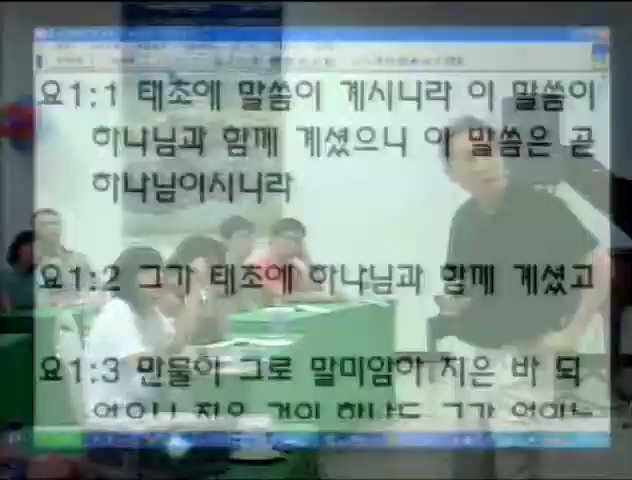 요1:1 태초에 말씀이 계시니라 이 말씀이
하나님과 함께 계셨으니 이 말씀은 곧
하나님이시니라
요1:2 그가 태초에 하나님과 함께 계셨고
요1:3 만물이 그로 말미암아 지은 바 되